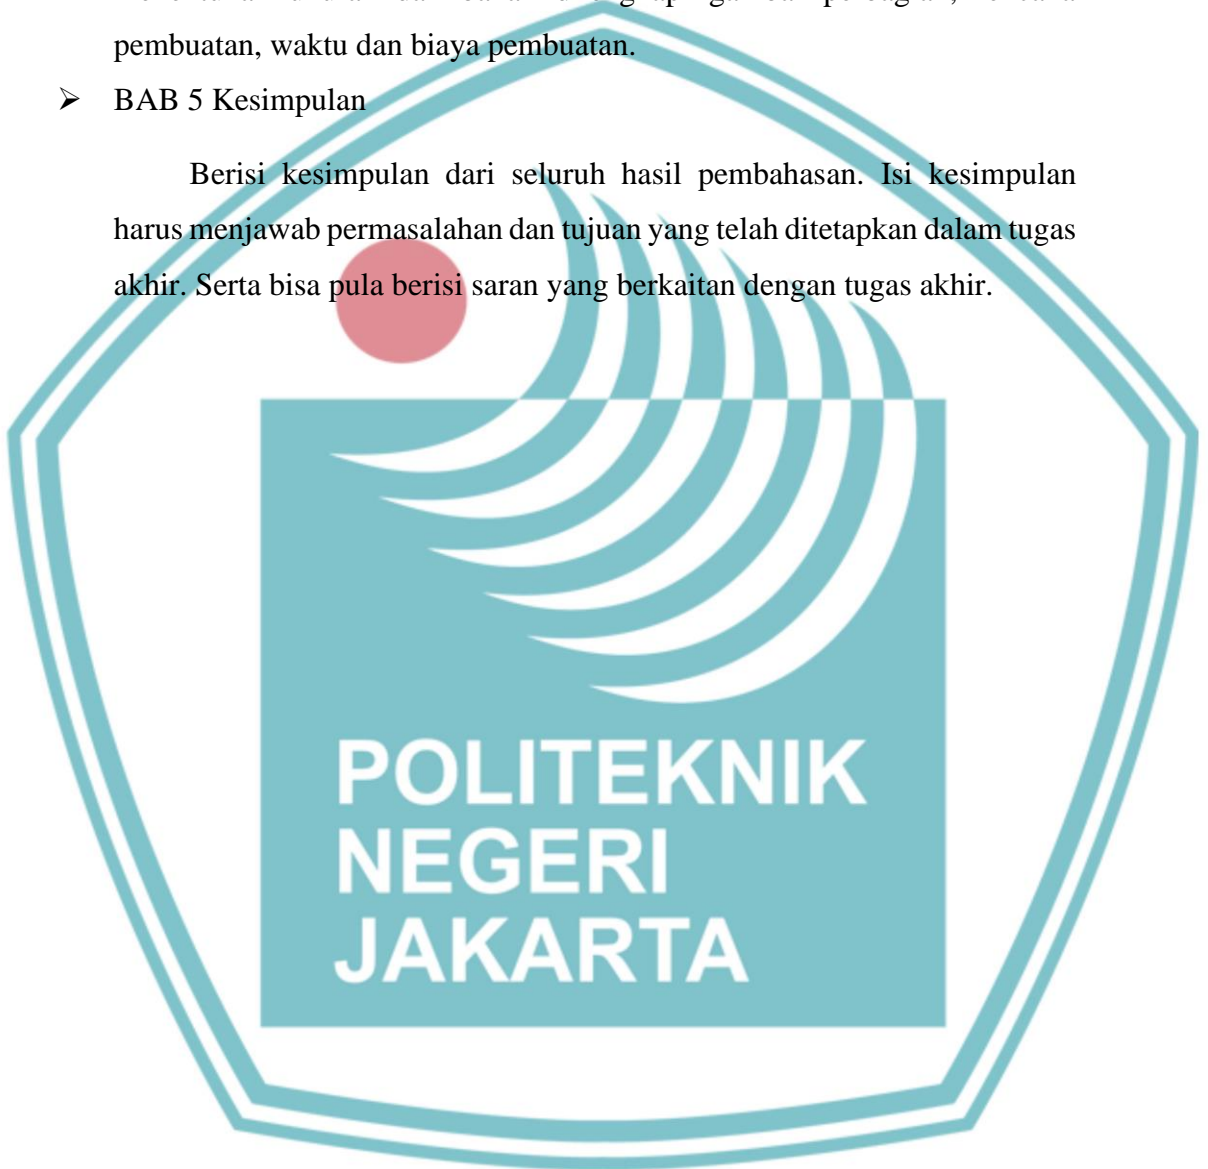 pembuatan, waktu dan biaya pembuatan.
➢ BAB 5 Kesimpulan
Berisi kesimpulan dari seluruh hasil pembahasan. Isi kesimpulan
harus menjawab permasalahan dan tujuan yang telah ditetapkan dalam tugas
akhir. Serta bisa pula berisi saran yang berkaitan dengan tugas akhir.
POLITEKNIK
NEGERI
JAKARTA